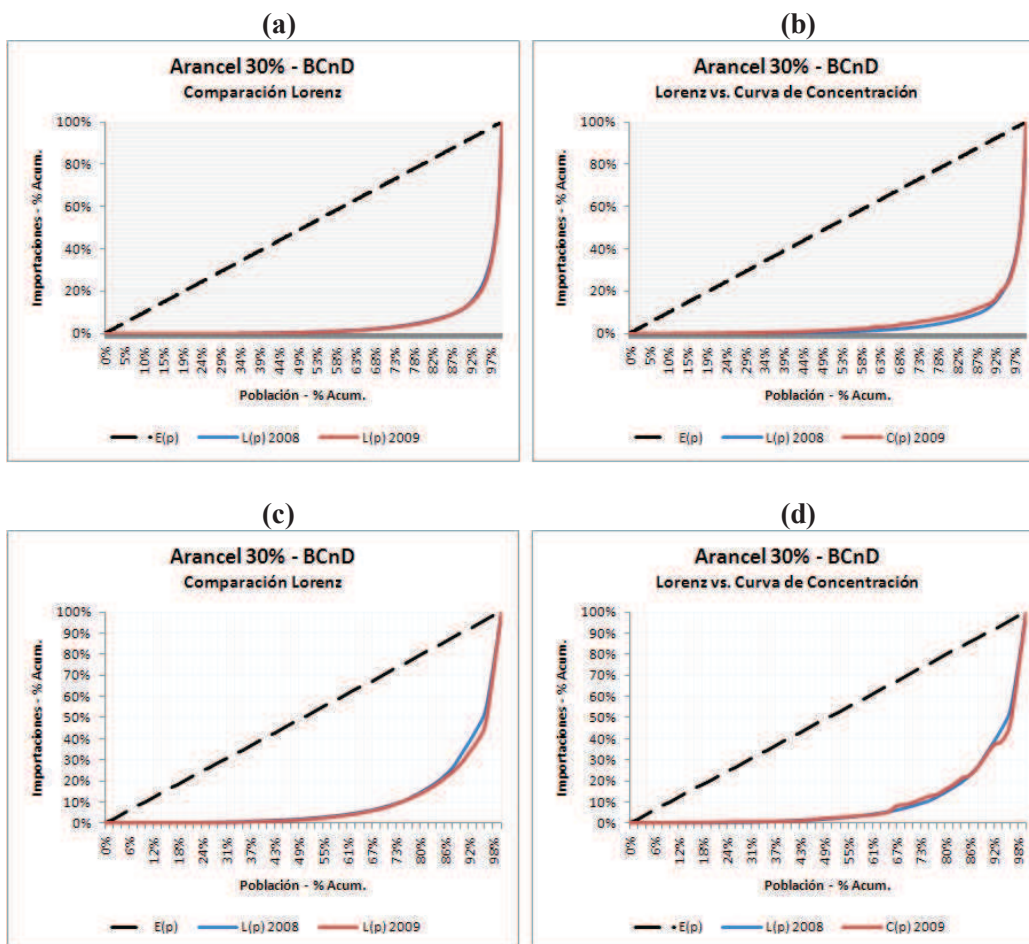 (a)
Arancel 30% - BCnD
Comparación Lorenz
Importaciones - % Acum.
100%
80%
60%
40%
20%
0%
0% 5% 10% 15% 19% 24% 29% 34% 39% 44% 49% 53% 58% 63% 68% 73% 78% 82% 87% 92% 97%
Población - % Acum.
E(p) L(p) 2008 L(p) 2009
(b)
Arancel 30% - BCnD
Lorenz vs. Curva de Concentración
Importaciones - % Acum.
100%
80%
60%
40%
20%
0%
0% 5% 10% 15% 19% 24% 29% 34% 39% 44% 49% 53% 58% 63% 68% 73% 78% 82% 87% 92% 97%
Población - % Acum.
E(p) L(p) 2008 C(p) 2009
(c)
Arancel 30% - BCnD
Comparación Lorenz
Importaciones - % Acum.
100%
90%
80%
70%
60%
50%
40%
30%
20%
10%
0%
0% 6% 12% 18% 24% 31% 37% 43% 49% 55% 61% 67% 73% 80% 86% 92% 98%
Población - % Acum.
E(p) L(p) 2008 L(p) 2009
(d)
Arancel 30% - BCnD
Lorenz vs. Curva de Concentración
Importaciones - % Acum.
100%
90%
80%
70%
60%
50%
40%
30%
20%
10%
0%
0% 6% 12% 18% 24% 31% 37% 43% 49% 55% 61% 67% 73% 80% 86% 92% 98%
Población - % Acum.
E(p) L(p) 2008 C(p) 2009